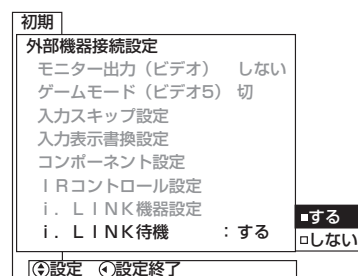 初期
外部機器接続設定
モニター出力（ビデオ） しない
ゲームモード（ビデオ5） 切
入力スキップ設定
入力表示書換設定
コンポーネント設定
ＩＲコントロール設定
ｉ．ＬＩＮＫ機器設定
ｉ．ＬＩＮＫ待機 ：する
する
しない
設定 設定終了